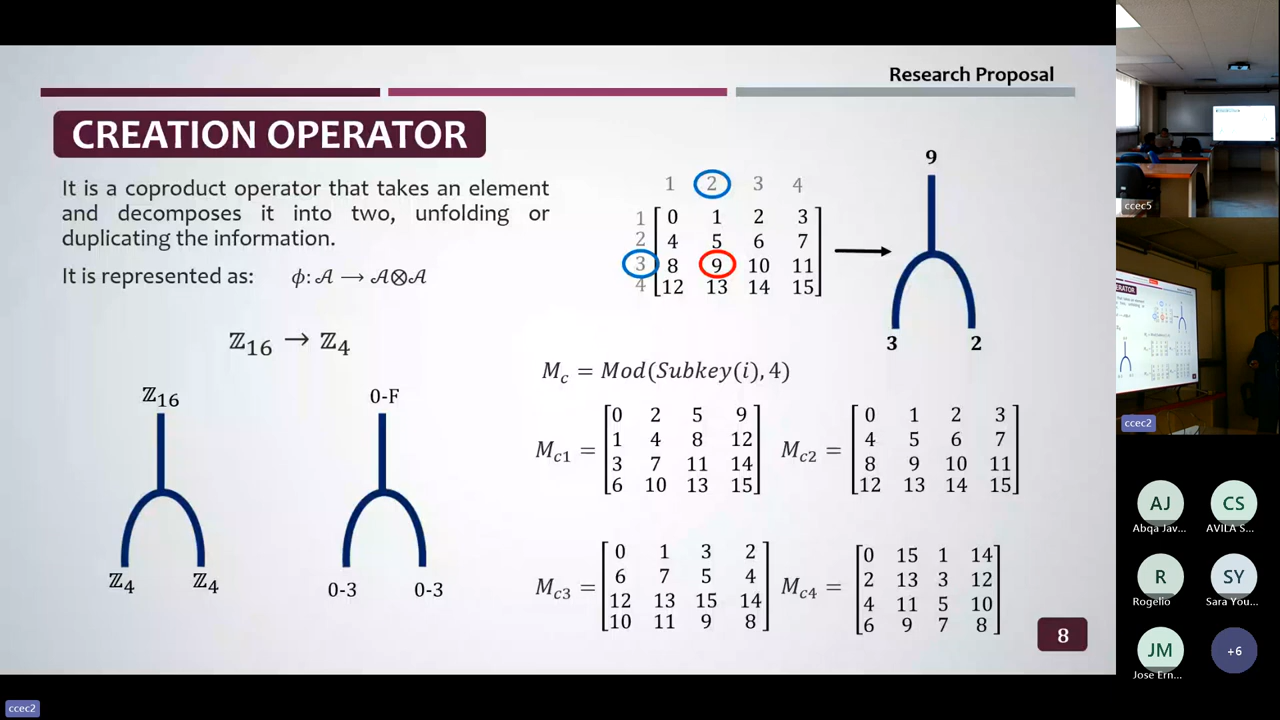 Research Proposal
CREATION OPERATOR
It is a coproduct operator that takes an element
and decomposes it into two, unfolding or
duplicating the information.
It is represented as: ϕ: 𝒜 ⟶ 𝒜⊗𝒜
ℤ16 → ℤ4
ℤ16
ℤ4 ℤ4
0-F
0-3 0-3
1 2 3 4
1 0 1 2 3
2 4 5 6 7
3 8 9 10 11
4 12 13 14 15
9
3 2
Mc = Mod(Subkey(i), 4)
Mc1 =
0 2 5 9
1 4 8 12
3 7 11 14
6 10 13 15
Mc2 =
0 1 2 3
4 5 6 7
8 9 10 11
12 13 14 15
Mc3 =
0 1 3 2
6 7 5 4
12 13 15 14
10 11 9 8
Mc4 =
0 15 1 14
2 13 3 12
4 11 5 10
6 9 7 8
8
ccec5
ccec2
AJ
Abqa Jav...
CS
AVILA S...
R
Rogelio
SY
Sara You...
JM
Jose Ern...
+6
ccec2